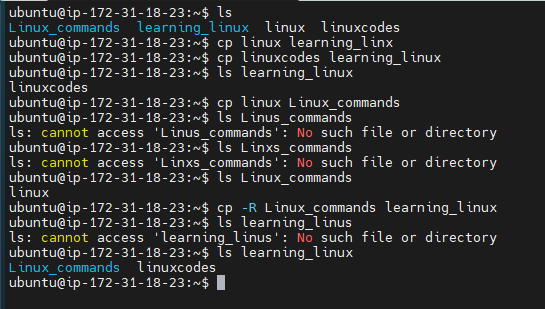 ubuntu@ip-172-31-18-23:~$ ls
Linux_commands  learning_linux  linux  linuxcodes
ubuntu@ip-172-31-18-23:~$ cp linux learning_linx
ubuntu@ip-172-31-18-23:~$ cp linuxcodes learning_linux
ubuntu@ip-172-31-18-23:~$ ls learning_linux
linuxcodes
ubuntu@ip-172-31-18-23:~$ cp linux Linux_commands
ubuntu@ip-172-31-18-23:~$ ls Linus_commands
ls: cannot access 'Linus_commands': No such file or directory
ubuntu@ip-172-31-18-23:~$ ls Linxs_commands
ls: cannot access 'Linxs_commands': No such file or directory
ubuntu@ip-172-31-18-23:~$ ls Linux_commands
linux
ubuntu@ip-172-31-18-23:~$ cp -R Linux_commands learning_linux
ubuntu@ip-172-31-18-23:~$ ls learning_linus
ls: cannot access 'learning_linus': No such file or directory
ubuntu@ip-172-31-18-23:~$ ls learning_linux
Linux_commands  linuxcodes
ubuntu@ip-172-31-18-23:~$